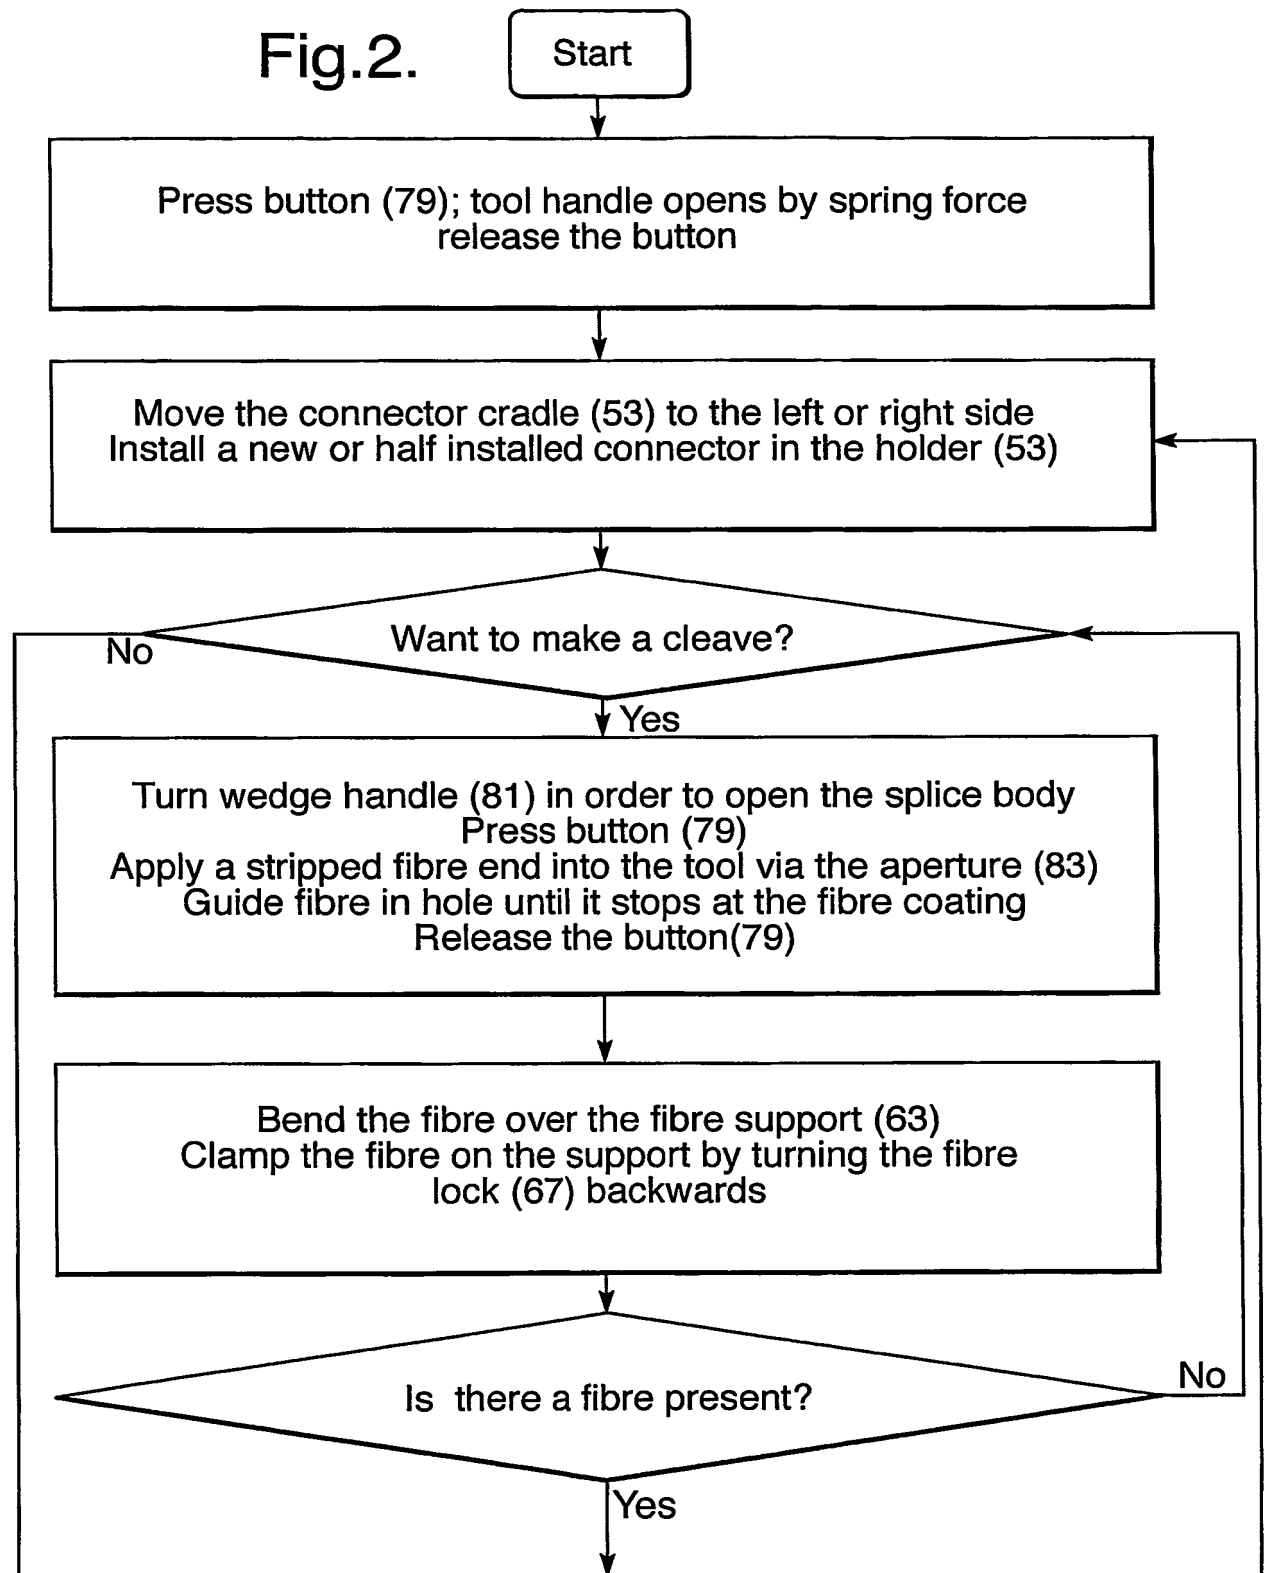 Fig.2.
Start
Press button (79); tool handle opens by spring force
release the button
Move the connector cradle (53) to the left or right side
Install a new or half installed connector in the holder (53)
Want to make a cleave?
No
Yes
Turn wedge handle (81) in order to open the splice body
Press button (79)
Apply a stripped fibre end into the tool via the aperture (83)
Guide fibre in hole until it stops at the fibre coating
Release the button(79)
Bend the fibre over the fibre support (63)
Clamp the fibre on the support by turning the fibre
lock (67) backwards
Is there a fibre present?
No
Yes